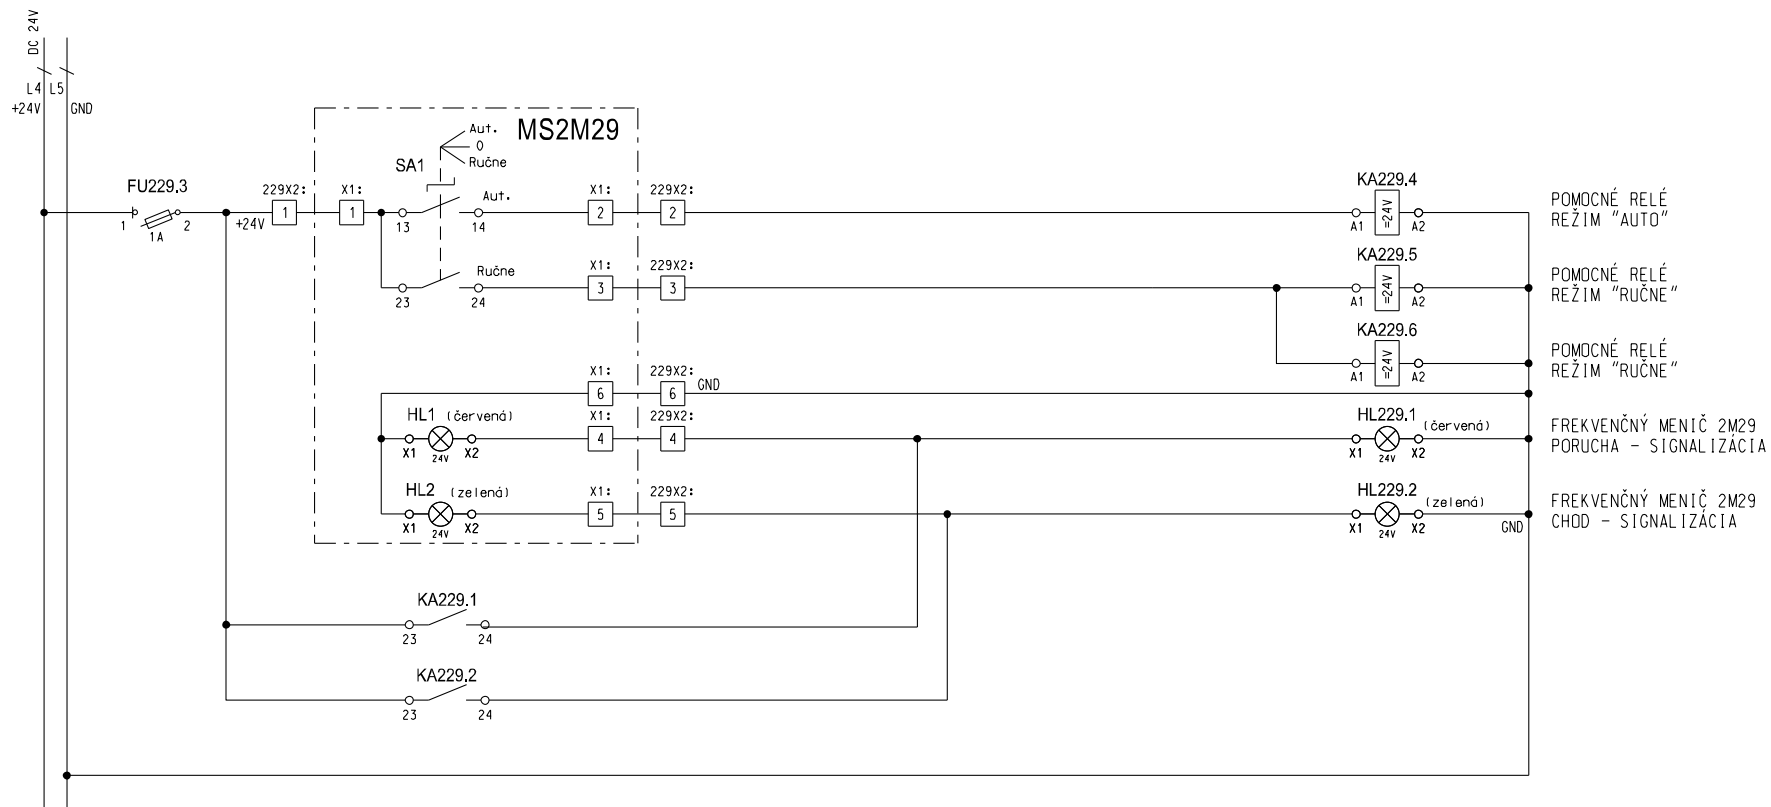 DC 24V
L4 L5
+24V GND
MS2M29
Aut.
0
Ručne
SA1
FU229.3
1 2
1A
+24V
229X2: 1
X1: 1
Aut.
13 14
X1: 2
229X2: 2
KA229.4
A1 =24V A2
POMOCNÉ RELÉ
REŽIM "AUTO"
Ručne
23 24
X1: 3
229X2: 3
KA229.5
A1 =24V A2
POMOCNÉ RELÉ
REŽIM "RUČNE"
KA229.6
A1 =24V A2
POMOCNÉ RELÉ
REŽIM "RUČNE"
X1: 6
229X2: 6
GND
HL1 (červená)
X1 24V X2
X1: 4
229X2: 4
HL229.1 (červená)
X1 24V X2
FREKVENČNÝ MENIČ 2M29
PORUCHA - SIGNALIZÁCIA
HL2 (zelená)
X1 24V X2
X1: 5
229X2: 5
HL229.2 (zelená)
X1 24V X2
GND
FREKVENČNÝ MENIČ 2M29
CHOD - SIGNALIZÁCIA
KA229.1
23 24
KA229.2
23 24